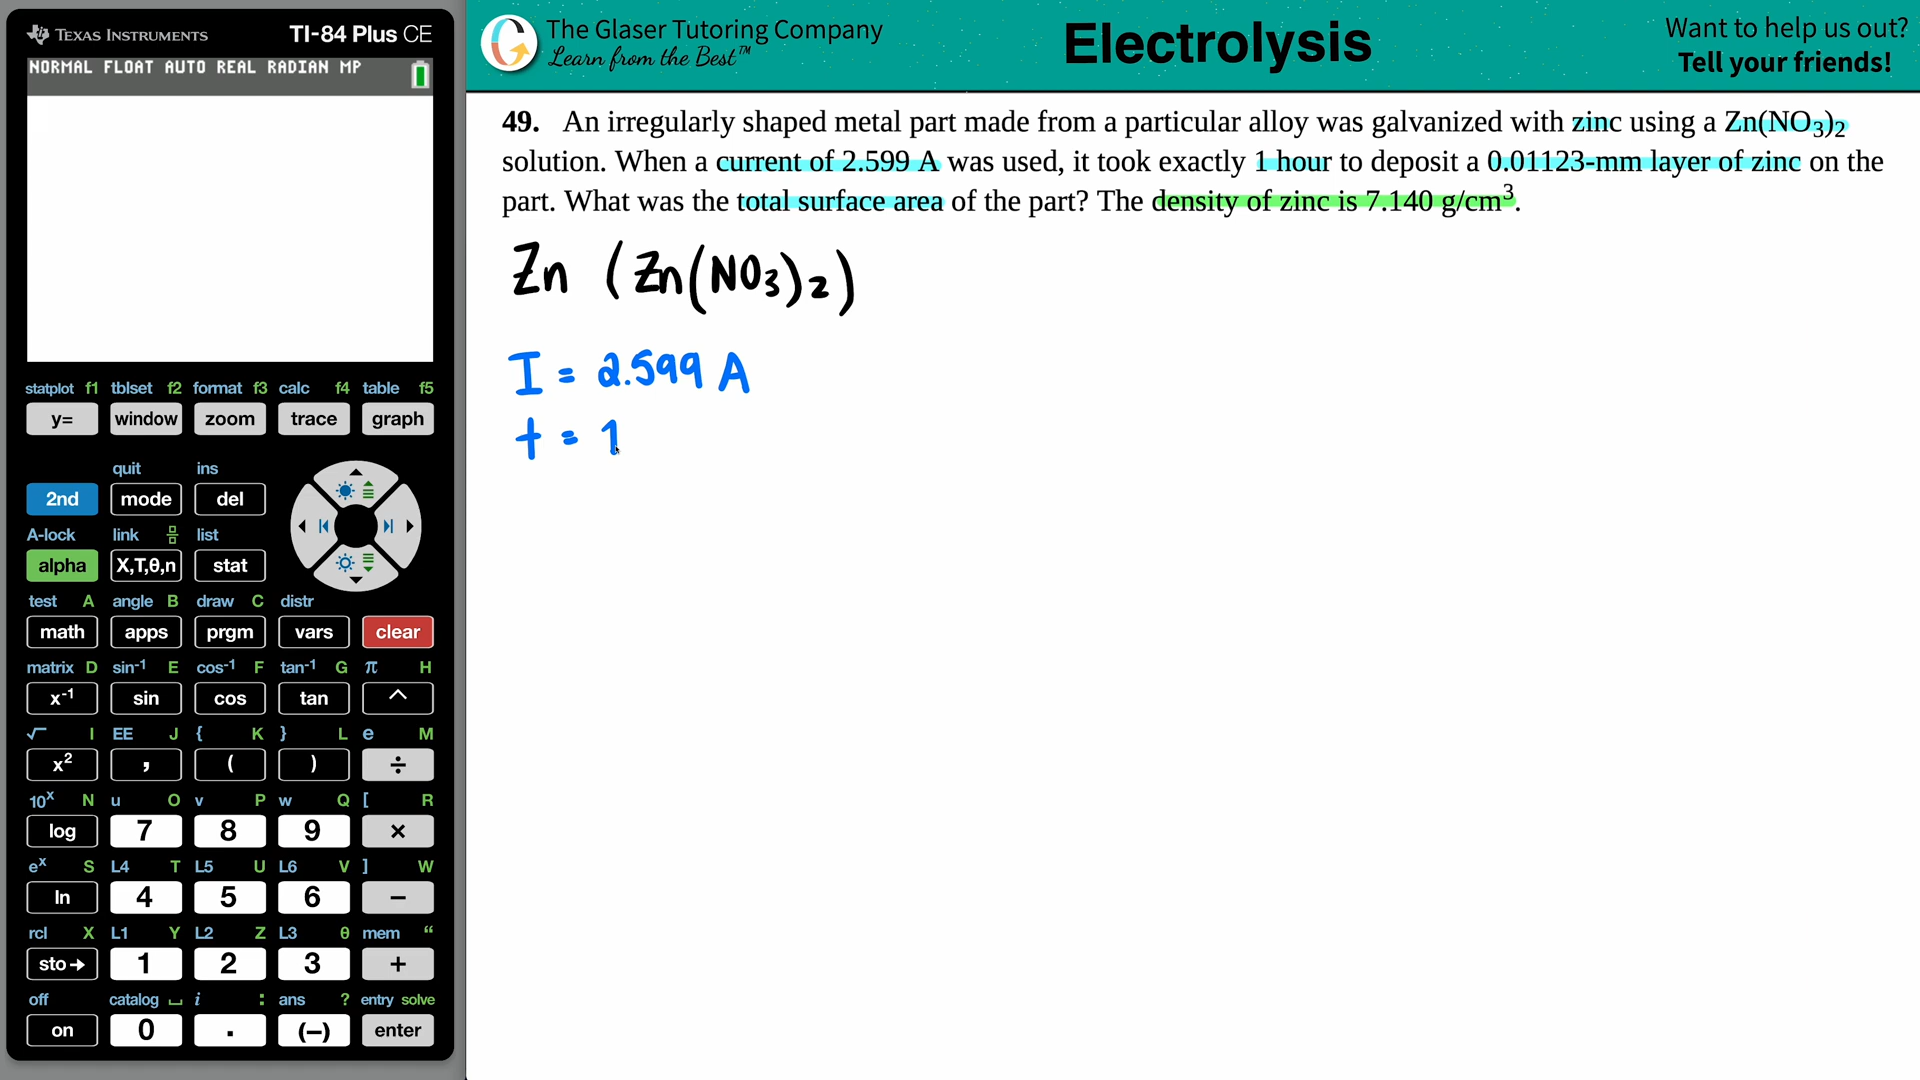 TEXAS INSTRUMENTS TI-84 Plus CE
NORMAL FLOAT AUTO REAL RADIAN MP
statplot f1 tblset f2 format f3 calc f4 table f5
y= window zoom trace graph
quit ins
2nd mode del
A-lock link list
alpha X,T,θ,n stat
test A angle B draw C distr
math apps prgm vars clear
matrix D sin⁻¹ E cos⁻¹ F tan⁻¹ G π H
x⁻¹ sin cos tan ^
√ I EE J { K } L e M
x² , ( ) ÷
10ˣ N u O v P w Q [ R
log 7 8 9 ×
eˣ S L4 T L5 U L6 V ] W
ln 4 5 6 −
rcl X L1 Y L2 Z L3 θ mem “
sto→ 1 2 3 +
off catalog ⎵ i : ans ? entry solve
on 0 . (−) enter
The Glaser Tutoring Company
Learn from the Best™
Electrolysis
Want to help us out?
Tell your friends!
49. An irregularly shaped metal part made from a particular alloy was galvanized with zinc using a Zn(NO₃)₂
solution. When a current of 2.599 A was used, it took exactly 1 hour to deposit a 0.01123-mm layer of zinc on the
part. What was the total surface area of the part? The density of zinc is 7.140 g/cm³.
Zn (Zn(NO₃)₂)
I = 2.599 A
t = 1